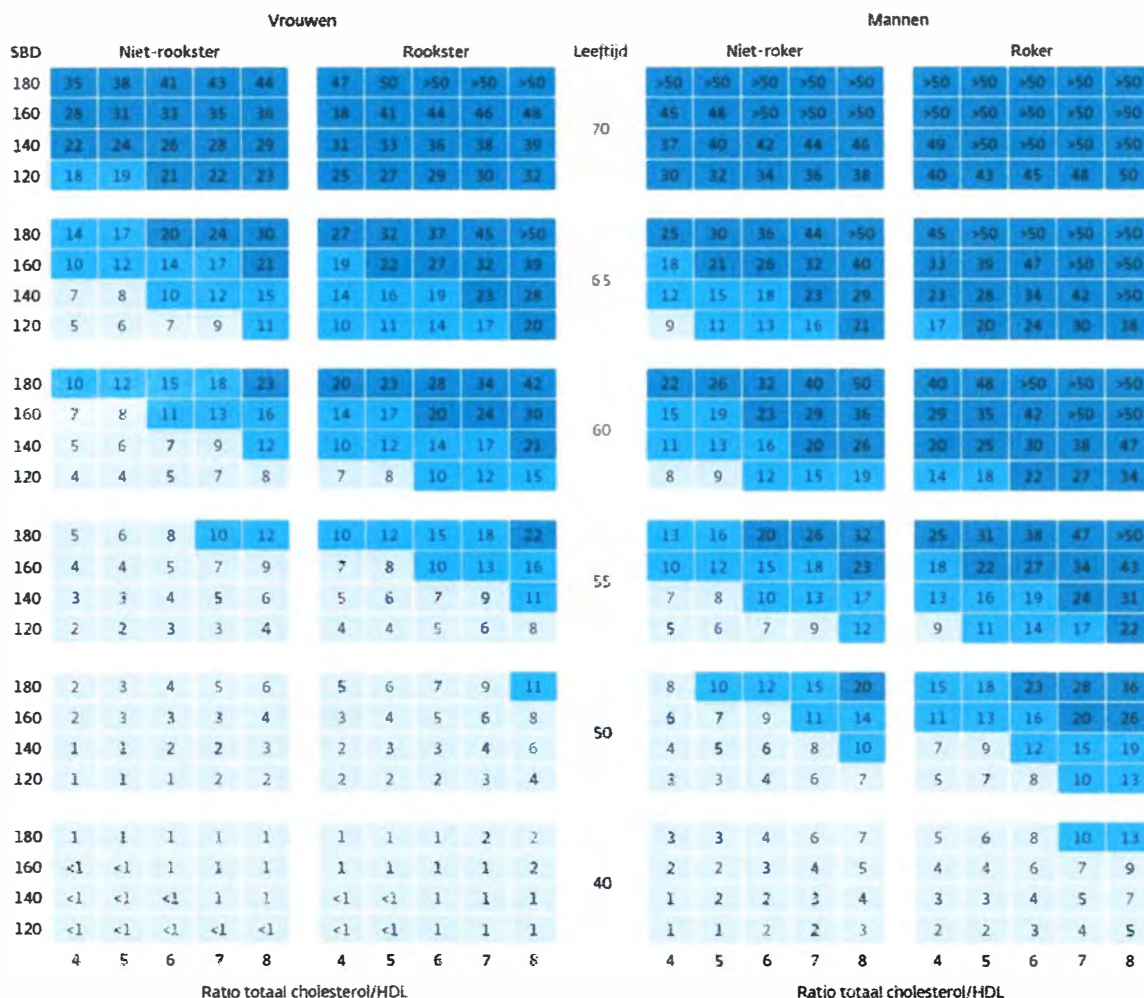 Vrouwen Mannen
SBD Niet-rookster Rookster Leeftijd Niet-roker Roker
180 35 38 41 43 44 47 50 >50 >50 >50 >50 >50 >50 >50 >50 >50 >50 >50 >50 >50
160 28 31 33 35 36 38 41 44 46 48 45 48 >50 >50 >50 >50 >50 >50 >50 >50
70
140 22 24 26 28 29 31 33 36 38 39 37 40 42 44 46 49 >50 >50 >50 >50
120 18 19 21 22 23 25 27 29 30 32 30 32 34 36 38 40 43 45 48 50
180 14 17 20 24 30 27 32 37 45 >50 25 30 36 44 >50 45 >50 >50 >50 >50
160 10 12 14 17 21 19 22 27 32 39 18 21 26 32 40 33 39 47 >50 >50
65
140 7 8 10 12 15 14 16 19 23 28 12 15 18 23 29 23 28 34 42 >50
120 5 6 7 9 11 10 11 14 17 20 9 11 13 16 21 17 20 24 30 38
180 10 12 15 18 23 20 23 28 34 42 22 26 32 40 50 40 48 >50 >50 >50
160 7 8 11 13 16 14 17 20 24 30 15 19 23 29 36 29 35 42 >50 >50
60
140 5 6 7 9 12 10 12 14 17 21 11 13 16 20 26 20 25 30 38 47
120 4 4 5 7 8 7 8 10 12 15 8 9 12 15 19 14 18 22 27 34
180 5 6 8 10 12 10 12 15 18 22 13 16 20 26 32 25 31 38 47 >50
160 4 4 5 7 9 7 8 10 13 16 10 12 15 18 23 18 22 27 34 43
55
140 3 3 4 5 6 5 6 7 9 11 7 8 10 13 17 13 16 19 24 31
120 2 2 3 3 4 4 4 5 6 8 5 6 7 9 12 9 11 14 17 22
180 2 3 4 5 6 5 6 7 9 11 8 10 12 15 20 15 18 23 28 36
160 2 3 3 3 4 3 4 5 6 8 6 7 9 11 14 11 13 16 20 26
50
140 1 1 2 2 3 2 3 3 4 6 4 5 6 8 10 7 9 12 15 19
120 1 1 1 2 2 2 2 2 3 4 3 3 4 6 7 5 7 8 10 13
180 1 1 1 1 1 1 1 1 2 2 3 3 4 6 7 5 6 8 10 13
160 <1 <1 1 1 1 1 1 1 1 2 2 2 3 4 5 4 4 6 7 9
40
140 <1 <1 <1 1 1 <1 <1 1 1 1 1 2 2 3 4 3 3 4 5 7
120 <1 <1 <1 <1 <1 <1 <1 1 1 1 1 1 2 2 3 2 2 3 4 5
4 5 6 7 8 4 5 6 7 8 4 5 6 7 8 4 5 6 7 8
Ratio totaal cholesterol/HDL Ratio totaal cholesterol/HDL